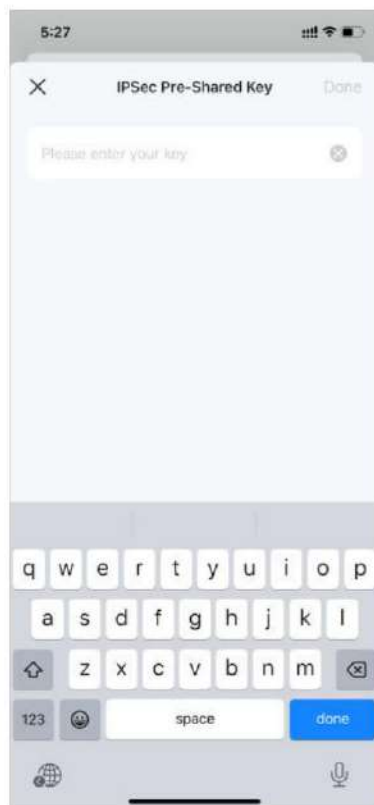 5:27
IPSec Pre-Shared Key Done
Please enter your key
q w e r t y u i o p
a s d f g h j k l
z x c v b n m
123 space done